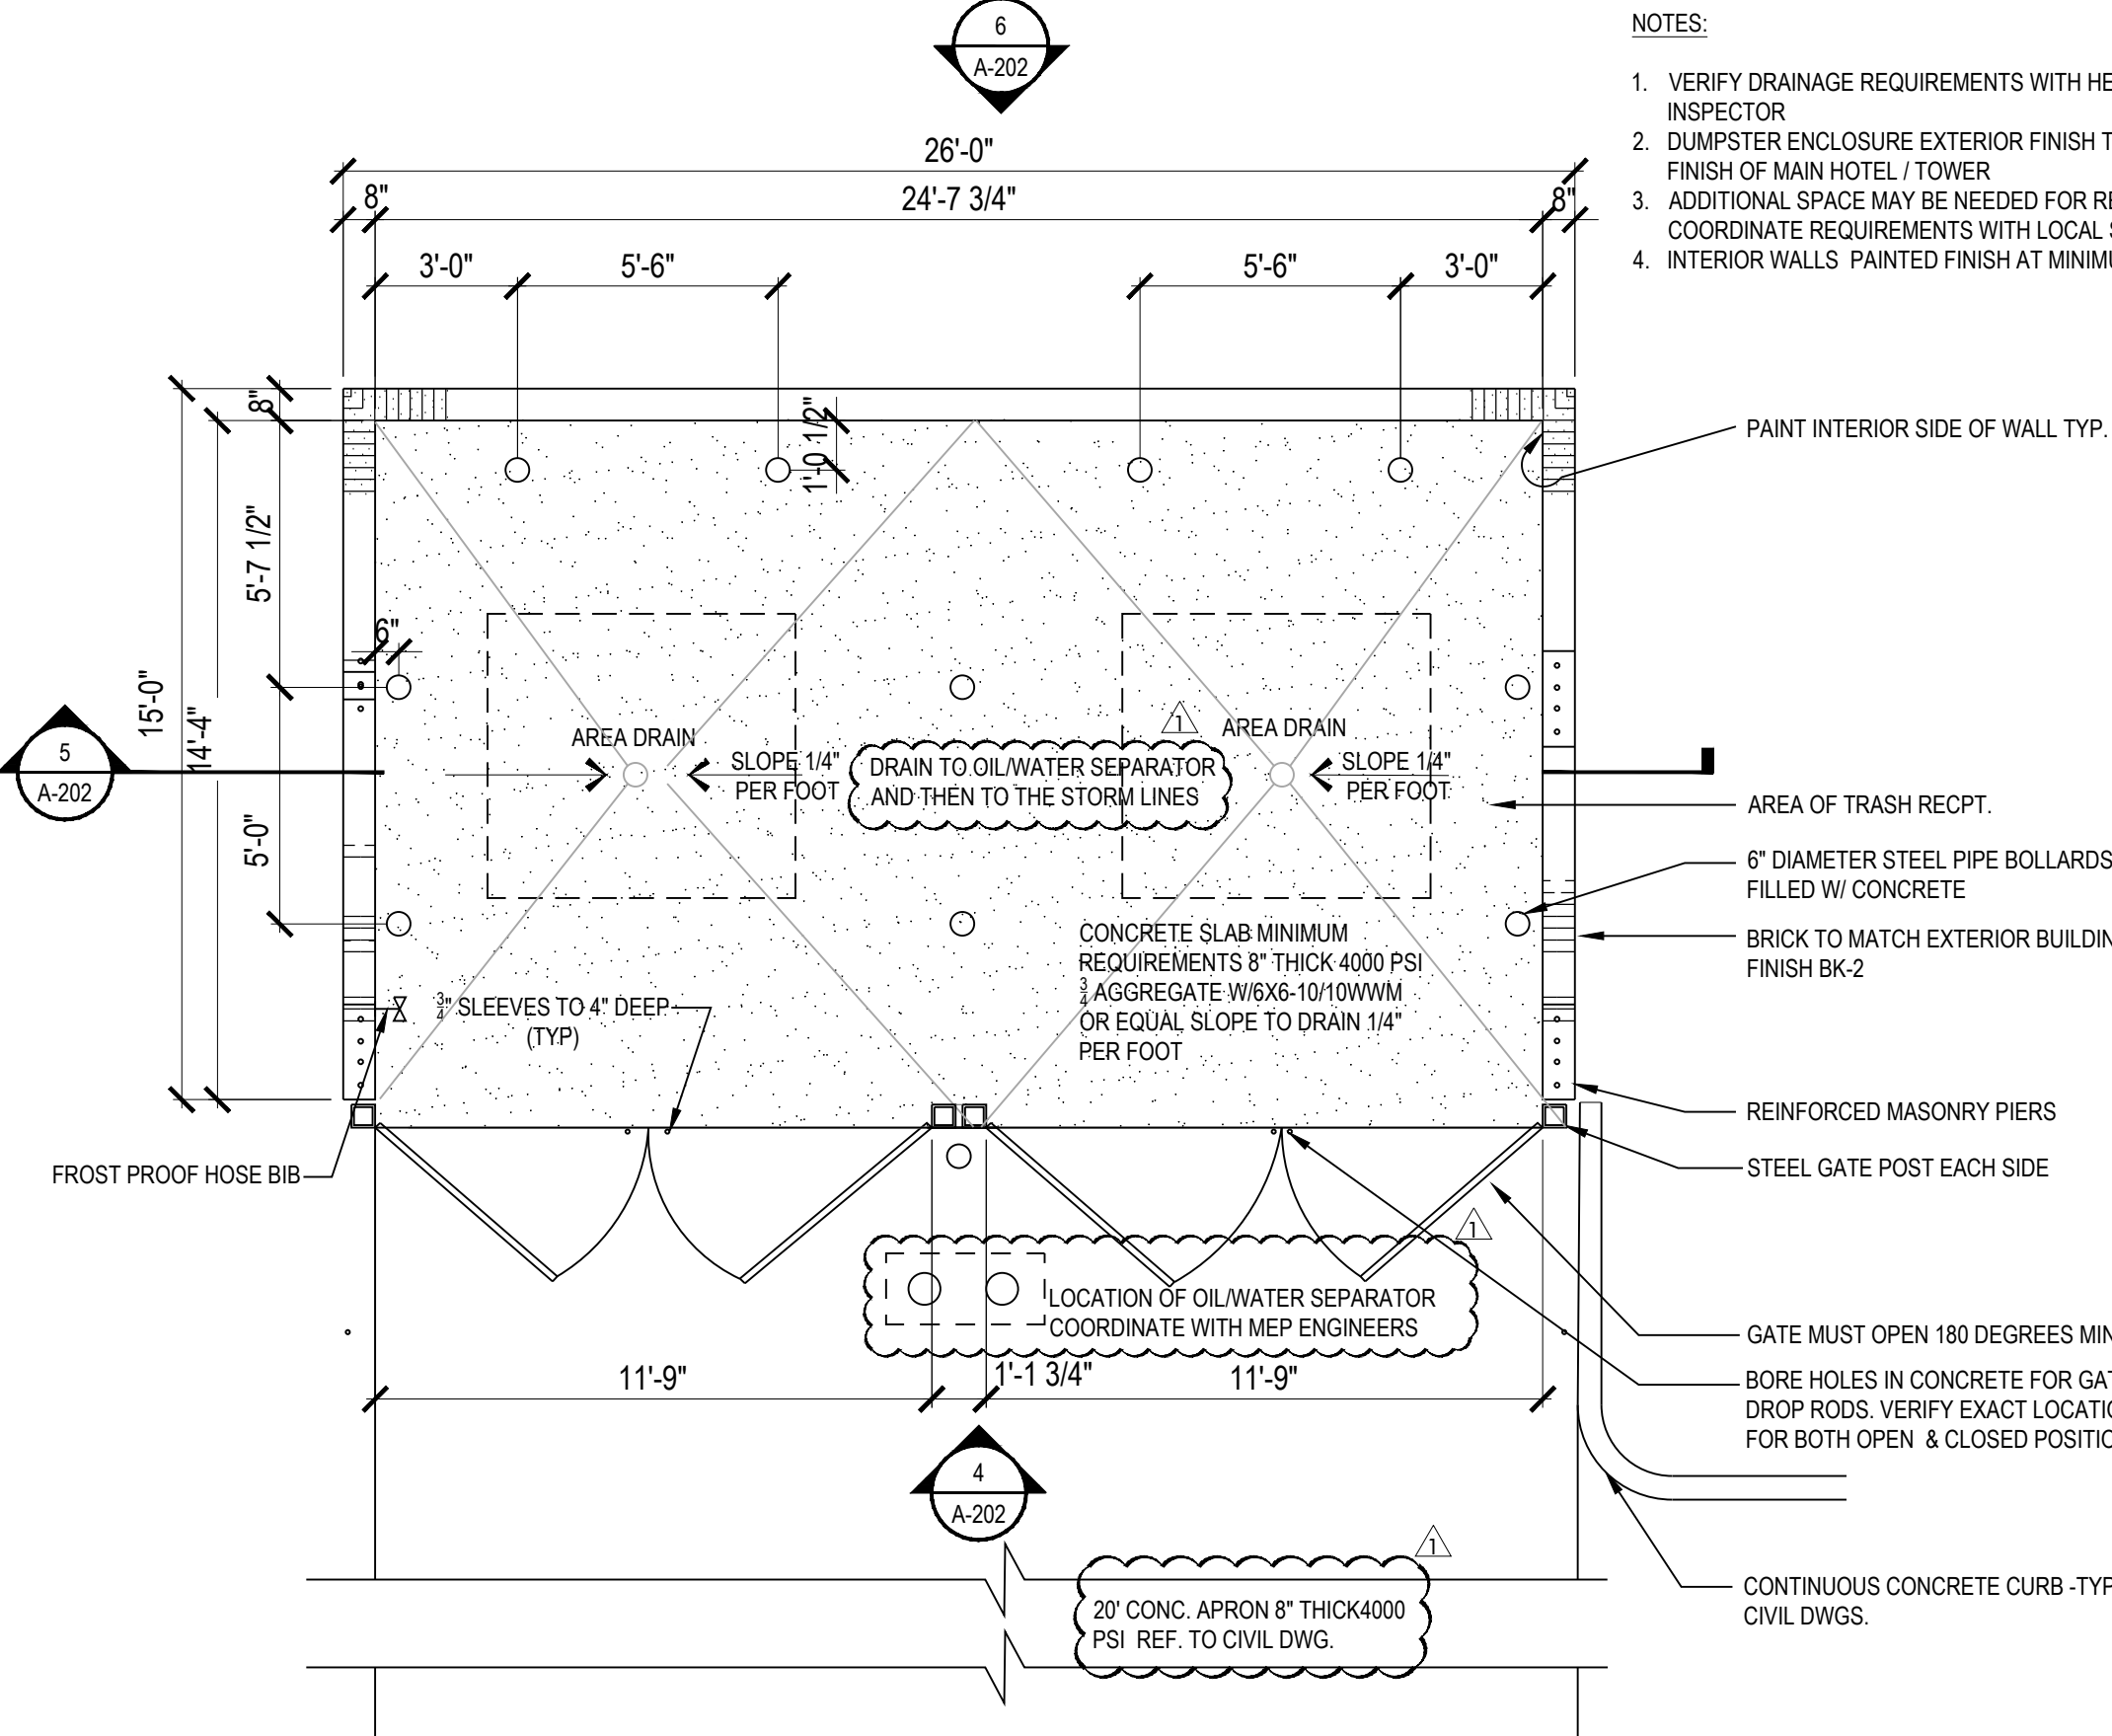 6
A-202
NOTES:
1. VERIFY DRAINAGE REQUIREMENTS WITH HE
INSPECTOR
2. DUMPSTER ENCLOSURE EXTERIOR FINISH T
FINISH OF MAIN HOTEL / TOWER
3. ADDITIONAL SPACE MAY BE NEEDED FOR RE
COORDINATE REQUIREMENTS WITH LOCAL S
4. INTERIOR WALLS PAINTED FINISH AT MINIMU
26'-0"
8"
24'-7 3/4"
8"
3'-0"
5'-6"
5'-6"
3'-0"
8"
1'-0 1/2"
PAINT INTERIOR SIDE OF WALL TYP.
5'-7 1/2"
6"
15'-0"
14'-4"
5
A-202
AREA DRAIN
SLOPE 1/4"
PER FOOT
1
DRAIN TO OIL/WATER SEPARATOR
AND THEN TO THE STORM LINES
AREA DRAIN
SLOPE 1/4"
PER FOOT
AREA OF TRASH RECPT.
5'-0"
6" DIAMETER STEEL PIPE BOLLARDS
FILLED W/ CONCRETE
BRICK TO MATCH EXTERIOR BUILDIN
FINISH BK-2
CONCRETE SLAB MINIMUM
REQUIREMENTS 8" THICK 4000 PSI
3/4 AGGREGATE W/6X6-10/10WWM
OR EQUAL SLOPE TO DRAIN 1/4"
PER FOOT
3/4" SLEEVES TO 4" DEEP
(TYP)
REINFORCED MASONRY PIERS
STEEL GATE POST EACH SIDE
FROST PROOF HOSE BIB
1
LOCATION OF OIL/WATER SEPARATOR
COORDINATE WITH MEP ENGINEERS
GATE MUST OPEN 180 DEGREES MIN
BORE HOLES IN CONCRETE FOR GAT
DROP RODS. VERIFY EXACT LOCATIO
FOR BOTH OPEN & CLOSED POSITIO
11'-9"
1'-1 3/4"
11'-9"
4
A-202
1
20' CONC. APRON 8" THICK4000
PSI REF. TO CIVIL DWG.
CONTINUOUS CONCRETE CURB -TYP
CIVIL DWGS.